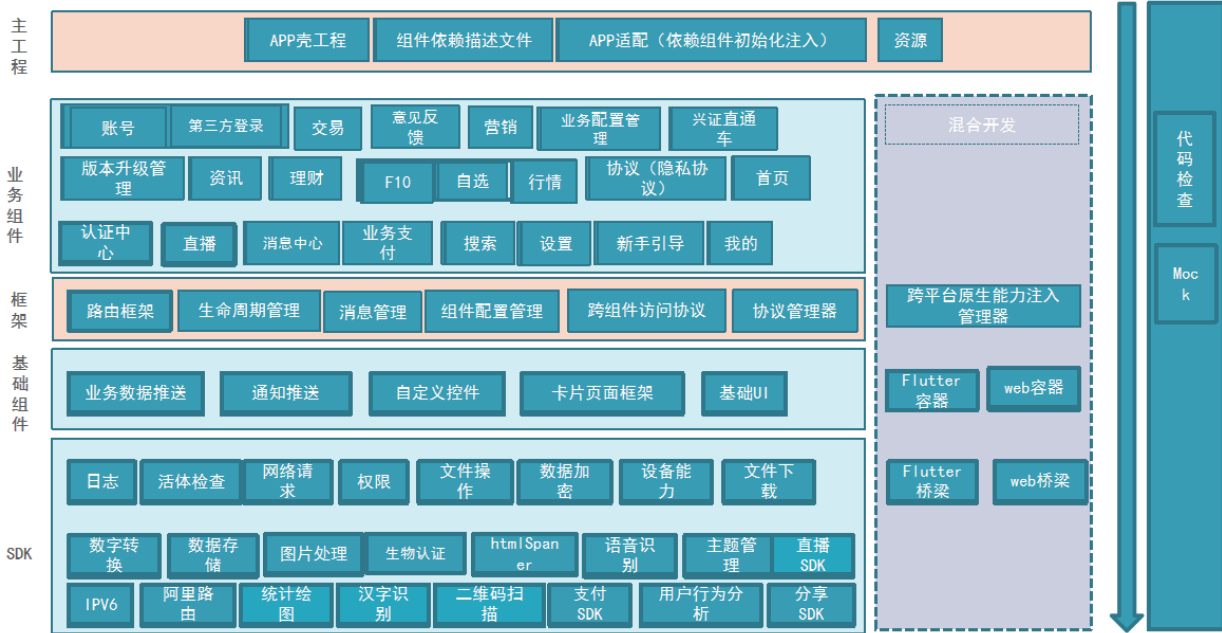 主
工
程
APP壳工程
组件依赖描述文件
APP适配（依赖组件初始化注入）
资源
业
务
组
件
账号
第三方登录
交易
意见反
馈
营销
业务配置管
理
兴证直通
车
版本升级管
理
资讯
理财
F10
自选
行情
协议（隐私协
议）
首页
认证中
心
直播
消息中心
业务支
付
搜索
设置
新手引导
我的
混合开发
框
架
路由框架
生命周期管理
消息管理
组件配置管理
跨组件访问协议
协议管理器
跨平台原生能力注入
管理器
基
础
组
件
业务数据推送
通知推送
自定义控件
卡片页面框架
基础UI
Flutter
容器
web容器
SDK
日志
活体检查
网络请
求
权限
文件操
作
数据加
密
设备能
力
文件下
载
Flutter
桥梁
web桥梁
数字转
换
数据存
储
图片处理
生物认证
htmlSpan
er
语音识
别
主题管
理
直播
SDK
IPV6
阿里路
由
统计绘
图
汉字识
别
二维码扫
描
支付
SDK
用户行为分
析
分享
SDK
代
码
检
查
Moc
k